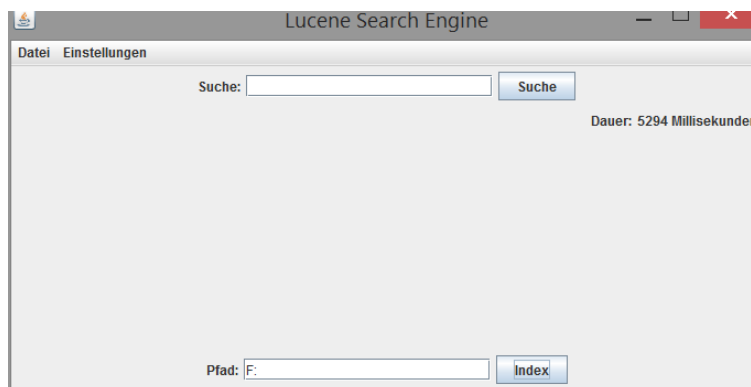 Lucene Search Engine
Datei Einstellungen
Suche: Suche
Dauer: 5294 Millisekunden
Pfad: F: Index